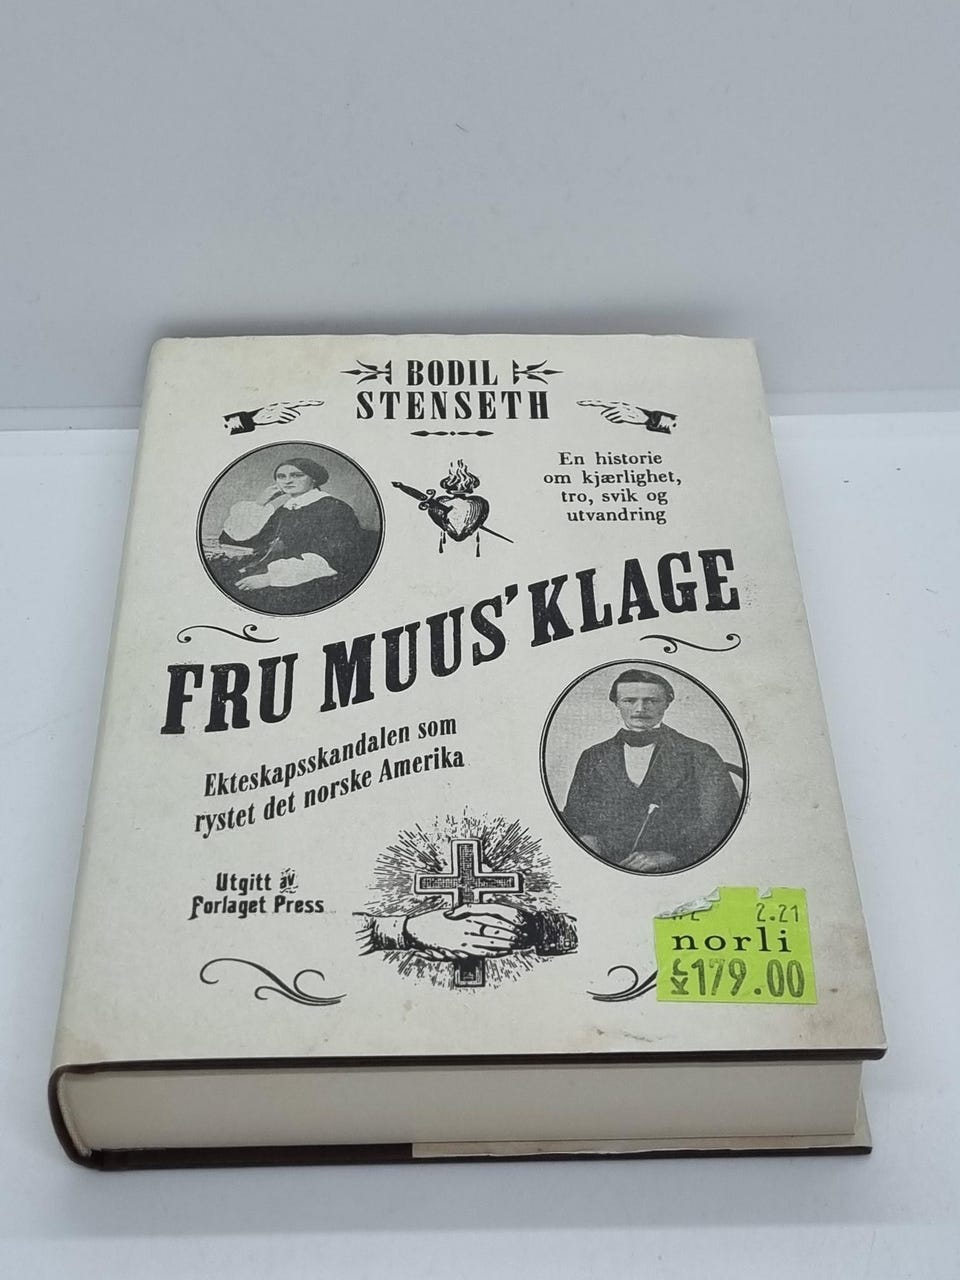 BODIL
STENSETH
En historie
om kjærlighet,
tro, svik og
utvandring
FRU MUUS' KLAGE
Ekteskapsskandalen som
rystet det norske Amerika
Utgitt av
Forlaget Press
2.21
norli
KR179.00